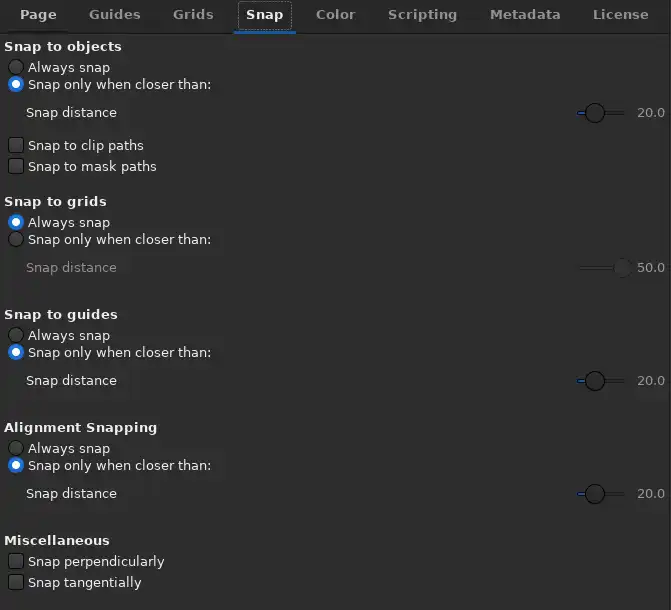 Page Guides Grids Snap Color Scripting Metadata License
Snap to objects
Always snap
Snap only when closer than:
Snap distance 20.0
Snap to clip paths
Snap to mask paths
Snap to grids
Always snap
Snap only when closer than:
Snap distance 50.0
Snap to guides
Always snap
Snap only when closer than:
Snap distance 20.0
Alignment Snapping
Always snap
Snap only when closer than:
Snap distance 20.0
Miscellaneous
Snap perpendicularly
Snap tangentially